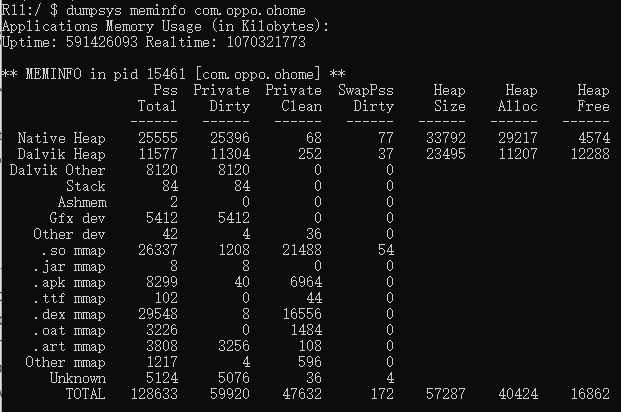 R11:/ $ dumpsys meminfo com.oppo.ohome
Applications Memory Usage (in Kilobytes):
Uptime: 591426093 Realtime: 1070321773
** MEMINFO in pid 15461 [com.oppo.ohome] **
Pss Private Private SwapPss Heap Heap Heap
Total Dirty Clean Dirty Size Alloc Free
------ ------ ------ ------ ------ ------ ------
Native Heap 25555 25396 68 77 33792 29217 4574
Dalvik Heap 11577 11304 252 37 23495 11207 12288
Dalvik Other 8120 8120 0 0
Stack 84 84 0 0
Ashmem 2 0 0 0
Gfx dev 5412 5412 0 0
Other dev 42 4 36 0
.so mmap 26337 1208 21488 54
.jar mmap 8 8 0 0
.apk mmap 8299 40 6964 0
.ttf mmap 102 0 44 0
.dex mmap 29548 8 16556 0
.oat mmap 3226 0 1484 0
.art mmap 3808 3256 108 0
Other mmap 1217 4 596 0
Unknown 5124 5076 36 4
TOTAL 128633 59920 47632 172 57287 40424 16862